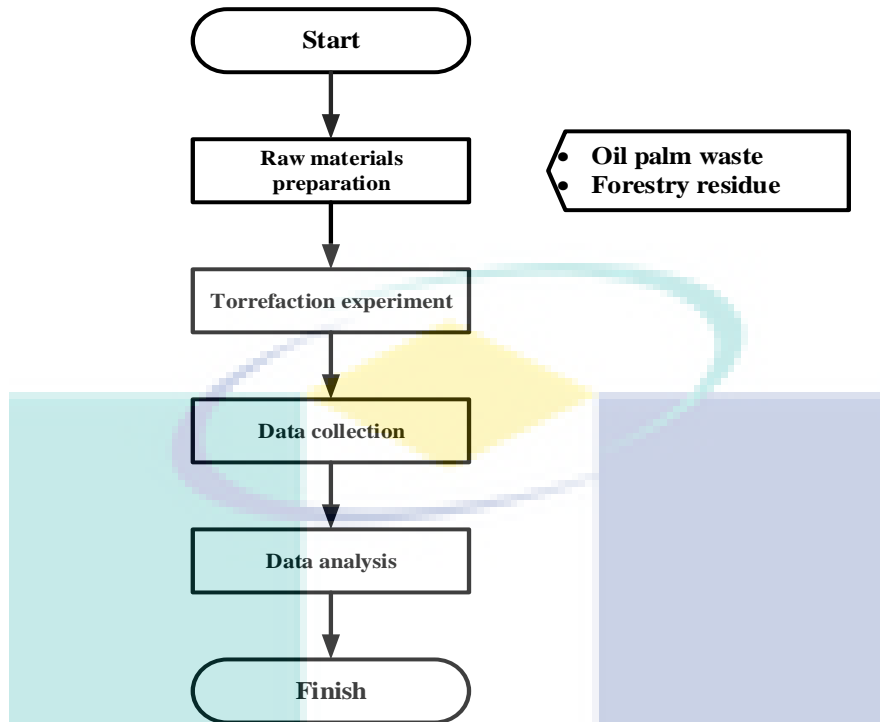 Start
Raw materials
preparation
• Oil palm waste
• Forestry residue
Torrefaction experiment
Data collection
Data analysis
Finish